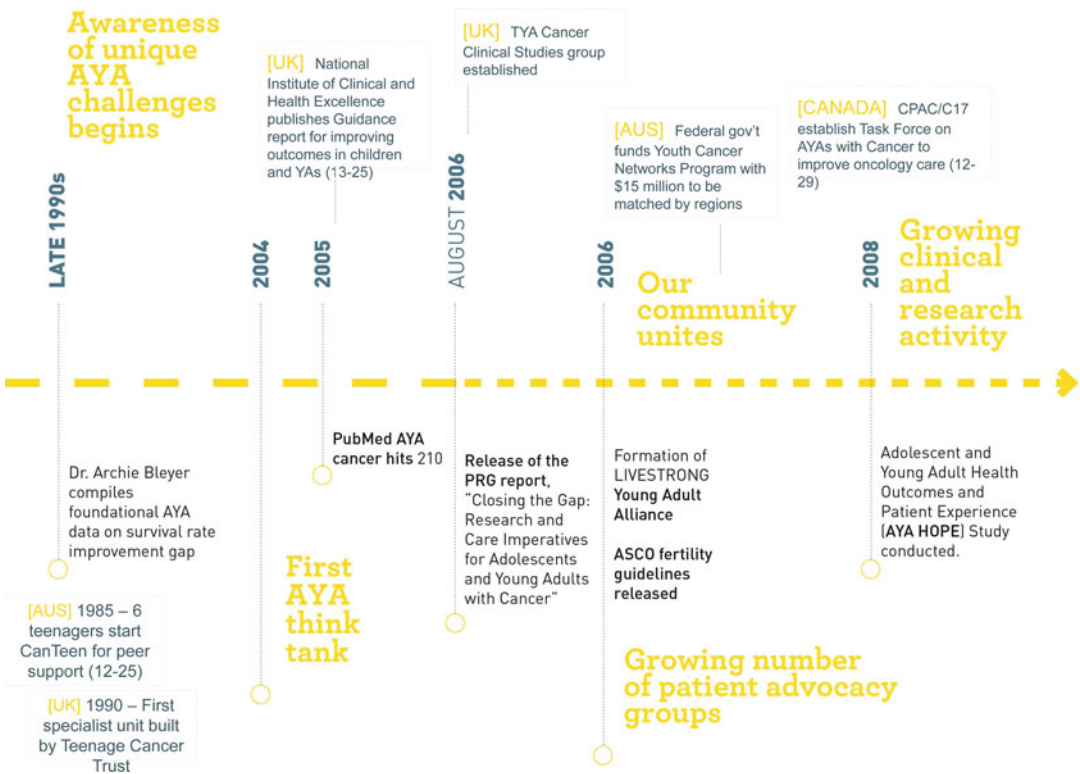 Awareness
of unique
AYA
challenges
begins
LATE 1990s
Dr. Archie Bleyer
compiles
foundational AYA
data on survival rate
improvement gap
[AUS] 1985 – 6
teenagers start
CanTeen for peer
support (12-25)
[UK] 1990 – First
specialist unit built
by Teenage Cancer
Trust
2004
First
AYA
think
tank
[UK] National
Institute of Clinical and
Health Excellence
publishes Guidance
report for improving
outcomes in children
and YAs (13-25)
2005
PubMed AYA
cancer hits 210
[UK] TYA Cancer
Clinical Studies group
established
AUGUST 2006
Release of the
PRG report,
"Closing the Gap:
Research and
Care Imperatives
for Adolescents
and Young Adults
with Cancer"
[AUS] Federal gov't
funds Youth Cancer
Networks Program with
$15 million to be
matched by regions
2006
Our
community
unites
Formation of
LIVESTRONG
Young Adult
Alliance
ASCO fertility
guidelines
released
Growing number
of patient advocacy
groups
[CANADA] CPAC/C17
establish Task Force on
AYAs with Cancer to
improve oncology care (12-
29)
2008
Growing
clinical
and
research
activity
Adolescent and
Young Adult Health
Outcomes and
Patient Experience
(AYA HOPE) Study
conducted.